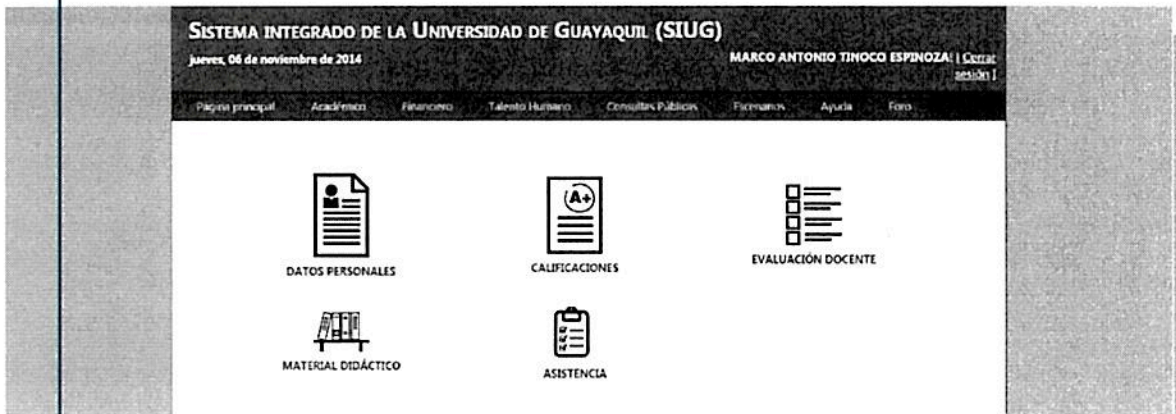 SISTEMA INTEGRADO DE LA UNIVERSIDAD DE GUAYAQUIL (SIUG)
jueves, 06 de noviembre de 2014
MARCO ANTONIO TINOCO ESPINOZA! [ Cerrar
sesión ]
Página principal Académico Financiero Talento Humano Consultas Públicas Escenarios Ayuda Foro
A+
DATOS PERSONALES
CALIFICACIONES
EVALUACIÓN DOCENTE
MATERIAL DIDÁCTICO
ASISTENCIA